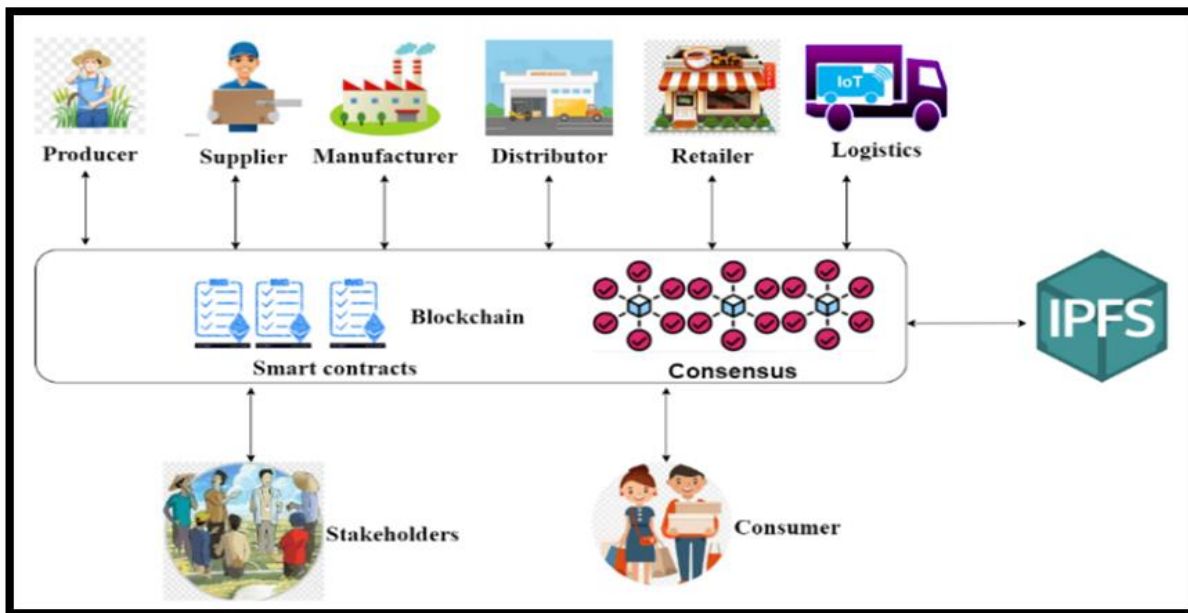 IoT
Producer
Supplier
Manufacturer
Distributor
Retailer
Logistics
Blockchain
Smart contracts
Consensus
IPFS
Stakeholders
Consumer